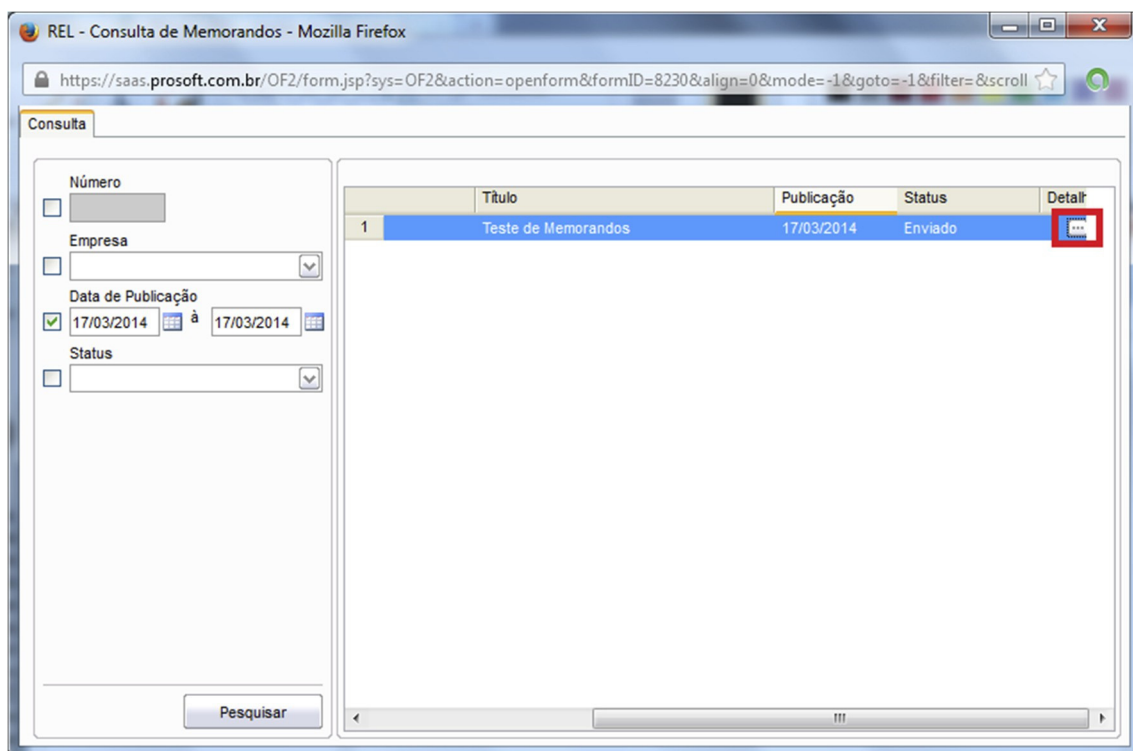 REL - Consulta de Memorandos - Mozilla Firefox
https://saas.prosoft.com.br/OF2/form.jsp?sys=OF2&action=openform&formID=8230&align=0&mode=-1&goto=-1&filter=&scroll
Consulta
Número
Empresa
Data de Publicação
17/03/2014 à 17/03/2014
Status
Pesquisar
Título Publicação Status Detalh
1 Teste de Memorandos 17/03/2014 Enviado ...